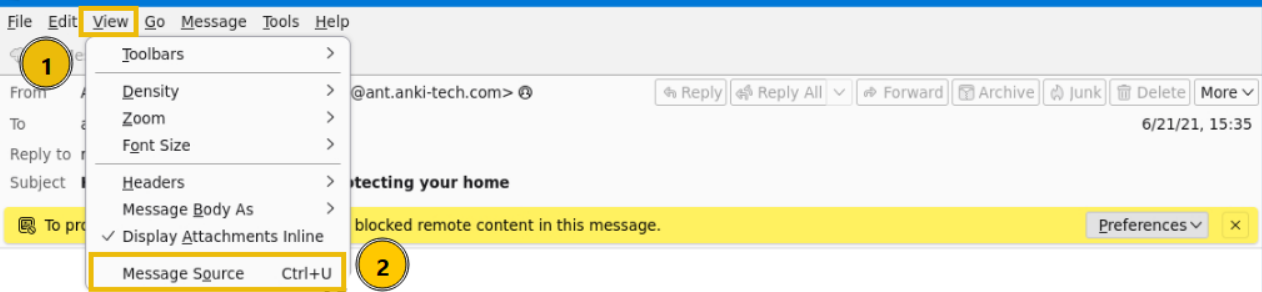 File Edit View Go Message Tools Help
1
Toolbars
From @ant.anki-tech.com> Reply Reply All Forward Archive Junk Delete More
Density
Zoom
To 6/21/21, 15:35
Font Size
Reply to
Subject otecting your home
Headers
Message Body As
To blocked remote content in this message. Preferences
Display Attachments Inline
Message Source Ctrl+U
2